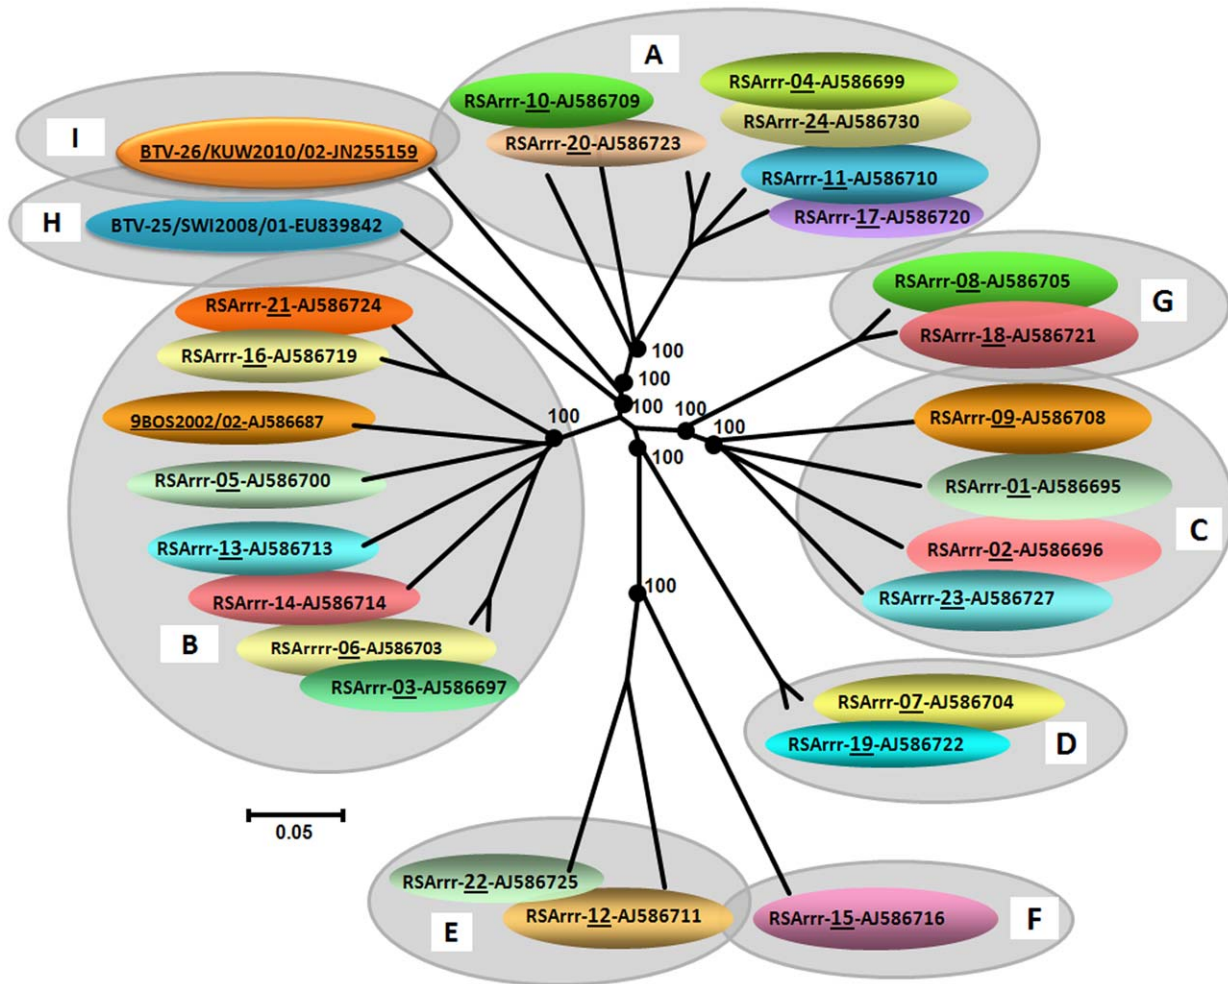 A
RSArrr-10-AJ586709
RSArrr-20-AJ586723
RSArrr-04-AJ586699
RSArrr-24-AJ586730
RSArrr-11-AJ586710
RSArrr-17-AJ586720
I
BTV-26/KUW2010/02-JN255159
H
BTV-25/SWI2008/01-EU839842
RSArrr-08-AJ586705
RSArrr-18-AJ586721
G
RSArrr-21-AJ586724
RSArrr-16-AJ586719
9BOS2002/02-AJ586687
RSArrr-05-AJ586700
RSArrr-13-AJ586713
RSArrr-14-AJ586714
B
RSArrrr-06-AJ586703
RSArrr-03-AJ586697
100
100
100
100
100
100
100
100
RSArrr-09-AJ586708
RSArrr-01-AJ586695
RSArrr-02-AJ586696
RSArrr-23-AJ586727
C
RSArrr-07-AJ586704
RSArrr-19-AJ586722
D
0.05
RSArrr-22-AJ586725
RSArrr-12-AJ586711
E
RSArrr-15-AJ586716
F